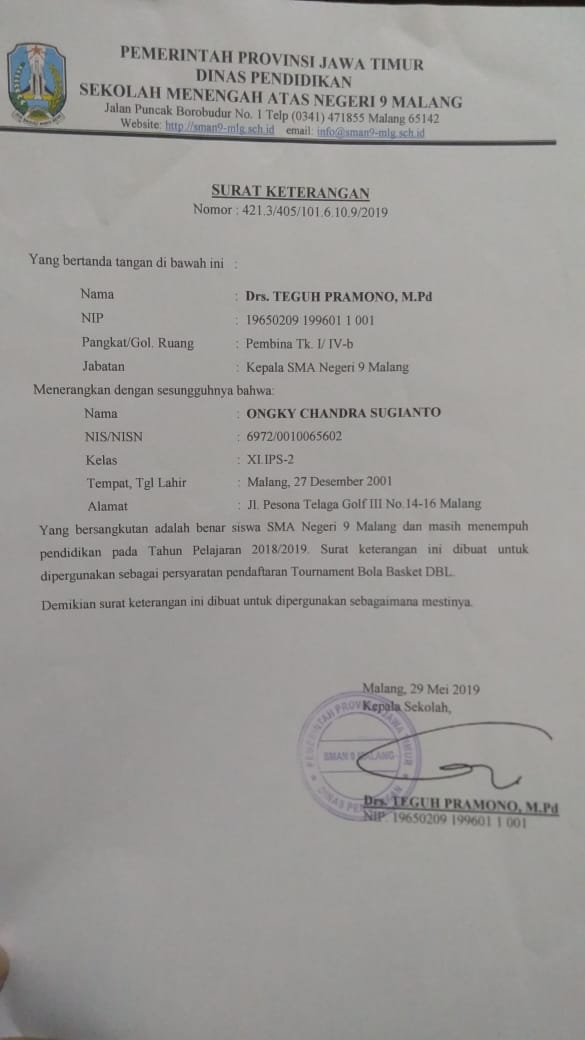 PEMERINTAH PROVINSI JAWA TIMUR
DINAS PENDIDIKAN
SEKOLAH MENENGAH ATAS NEGERI 9 MALANG
Jalan Puncak Borobudur No. 1 Telp (0341) 471855 Malang 65142
Website: http://sman9-mlg.sch.id email: info@sman9-mlg.sch.id
SURAT KETERANGAN
Nomor : 421.3/405/101.6.10.9/2019
Yang bertanda tangan di bawah ini :
Nama : Drs. TEGUH PRAMONO, M.Pd
NIP : 19650209 199601 1 001
Pangkat/Gol. Ruang : Pembina Tk. I/ IV-b
Jabatan : Kepala SMA Negeri 9 Malang
Menerangkan dengan sesungguhnya bahwa:
Nama : ONGKY CHANDRA SUGIANTO
NIS/NISN : 6972/0010065602
Kelas : XI.IPS-2
Tempat, Tgl Lahir : Malang, 27 Desember 2001
Alamat : Jl. Pesona Telaga Golf III No.14-16 Malang
Yang bersangkutan adalah benar siswa SMA Negeri 9 Malang dan masih menempuh
pendidikan pada Tahun Pelajaran 2018/2019. Surat keterangan ini dibuat untuk
dipergunakan sebagai persyaratan pendaftaran Tournament Bola Basket DBL.
Demikian surat keterangan ini dibuat untuk dipergunakan sebagaimana mestinya.
Malang, 29 Mei 2019
Kepala Sekolah,
PEMERINTAH PROVINSI JAWA TIMUR
SMAN 9 MALANG
DINAS PENDIDIKAN
Drs. TEGUH PRAMONO, M.Pd
NIP. 19650209 199601 1 001